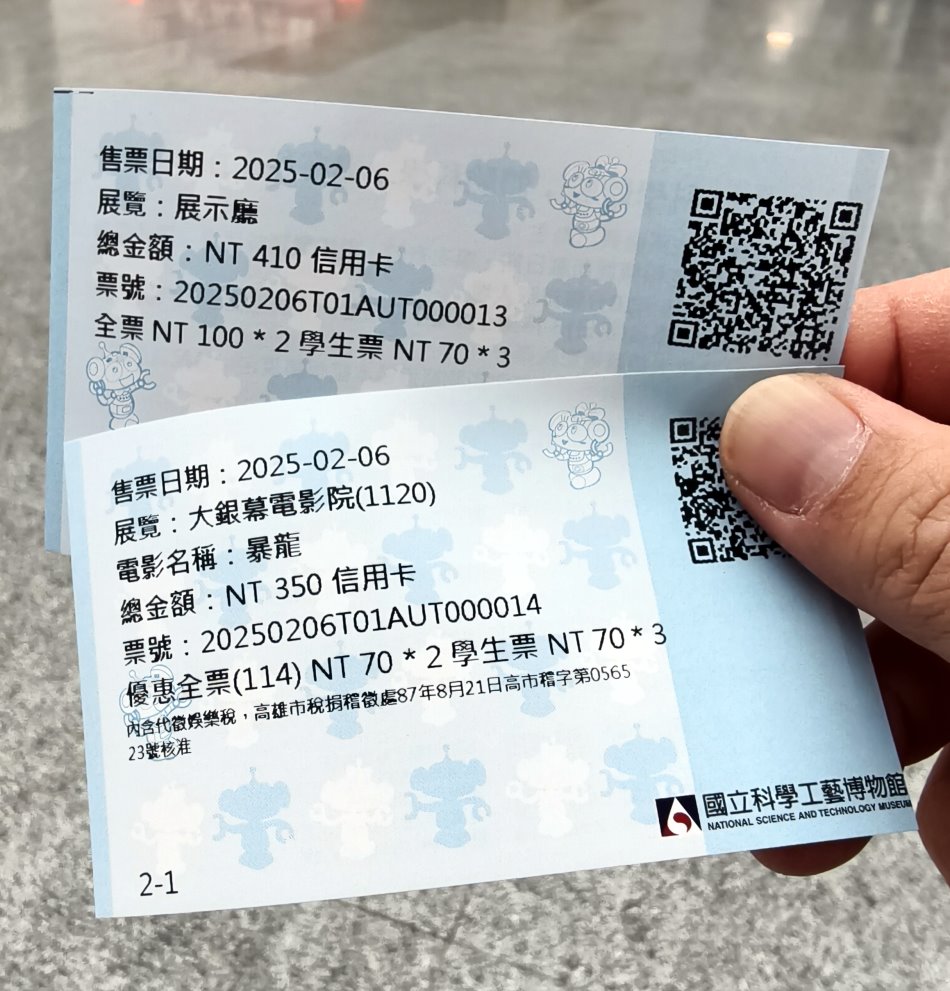 售票日期：2025-02-06
展覽：展示廳
總金額：NT 410 信用卡
票號：20250206T01AUT000013
全票 NT 100 * 2 學生票 NT 70 * 3
售票日期：2025-02-06
展覽：大銀幕電影院(1120)
電影名稱：暴龍
總金額：NT 350 信用卡
票號：20250206T01AUT000014
優惠全票(114) NT 70 * 2 學生票 NT 70 * 3
內含代徵娛樂稅，高雄市稅捐稽徵處87年8月21日高市稽字第0565
23號核准
國立科學工藝博物館
NATIONAL SCIENCE AND TECHNOLOGY MUSEUM
2-1